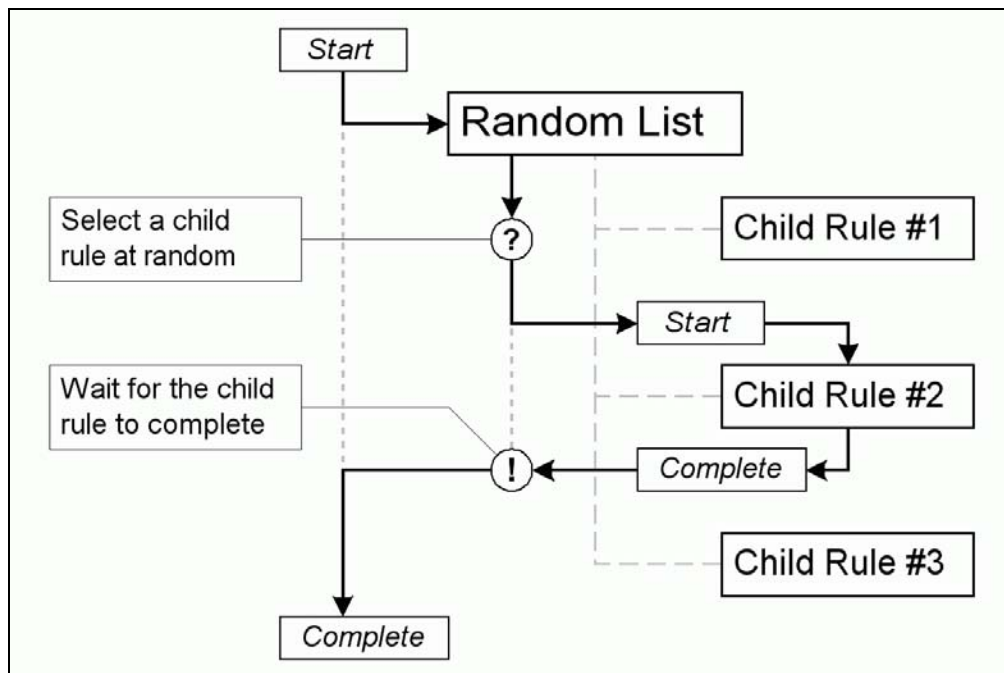 Start
Random List
Select a child
rule at random
?
Child Rule #1
Start
Wait for the child
rule to complete
Child Rule #2
!
Complete
Child Rule #3
Complete